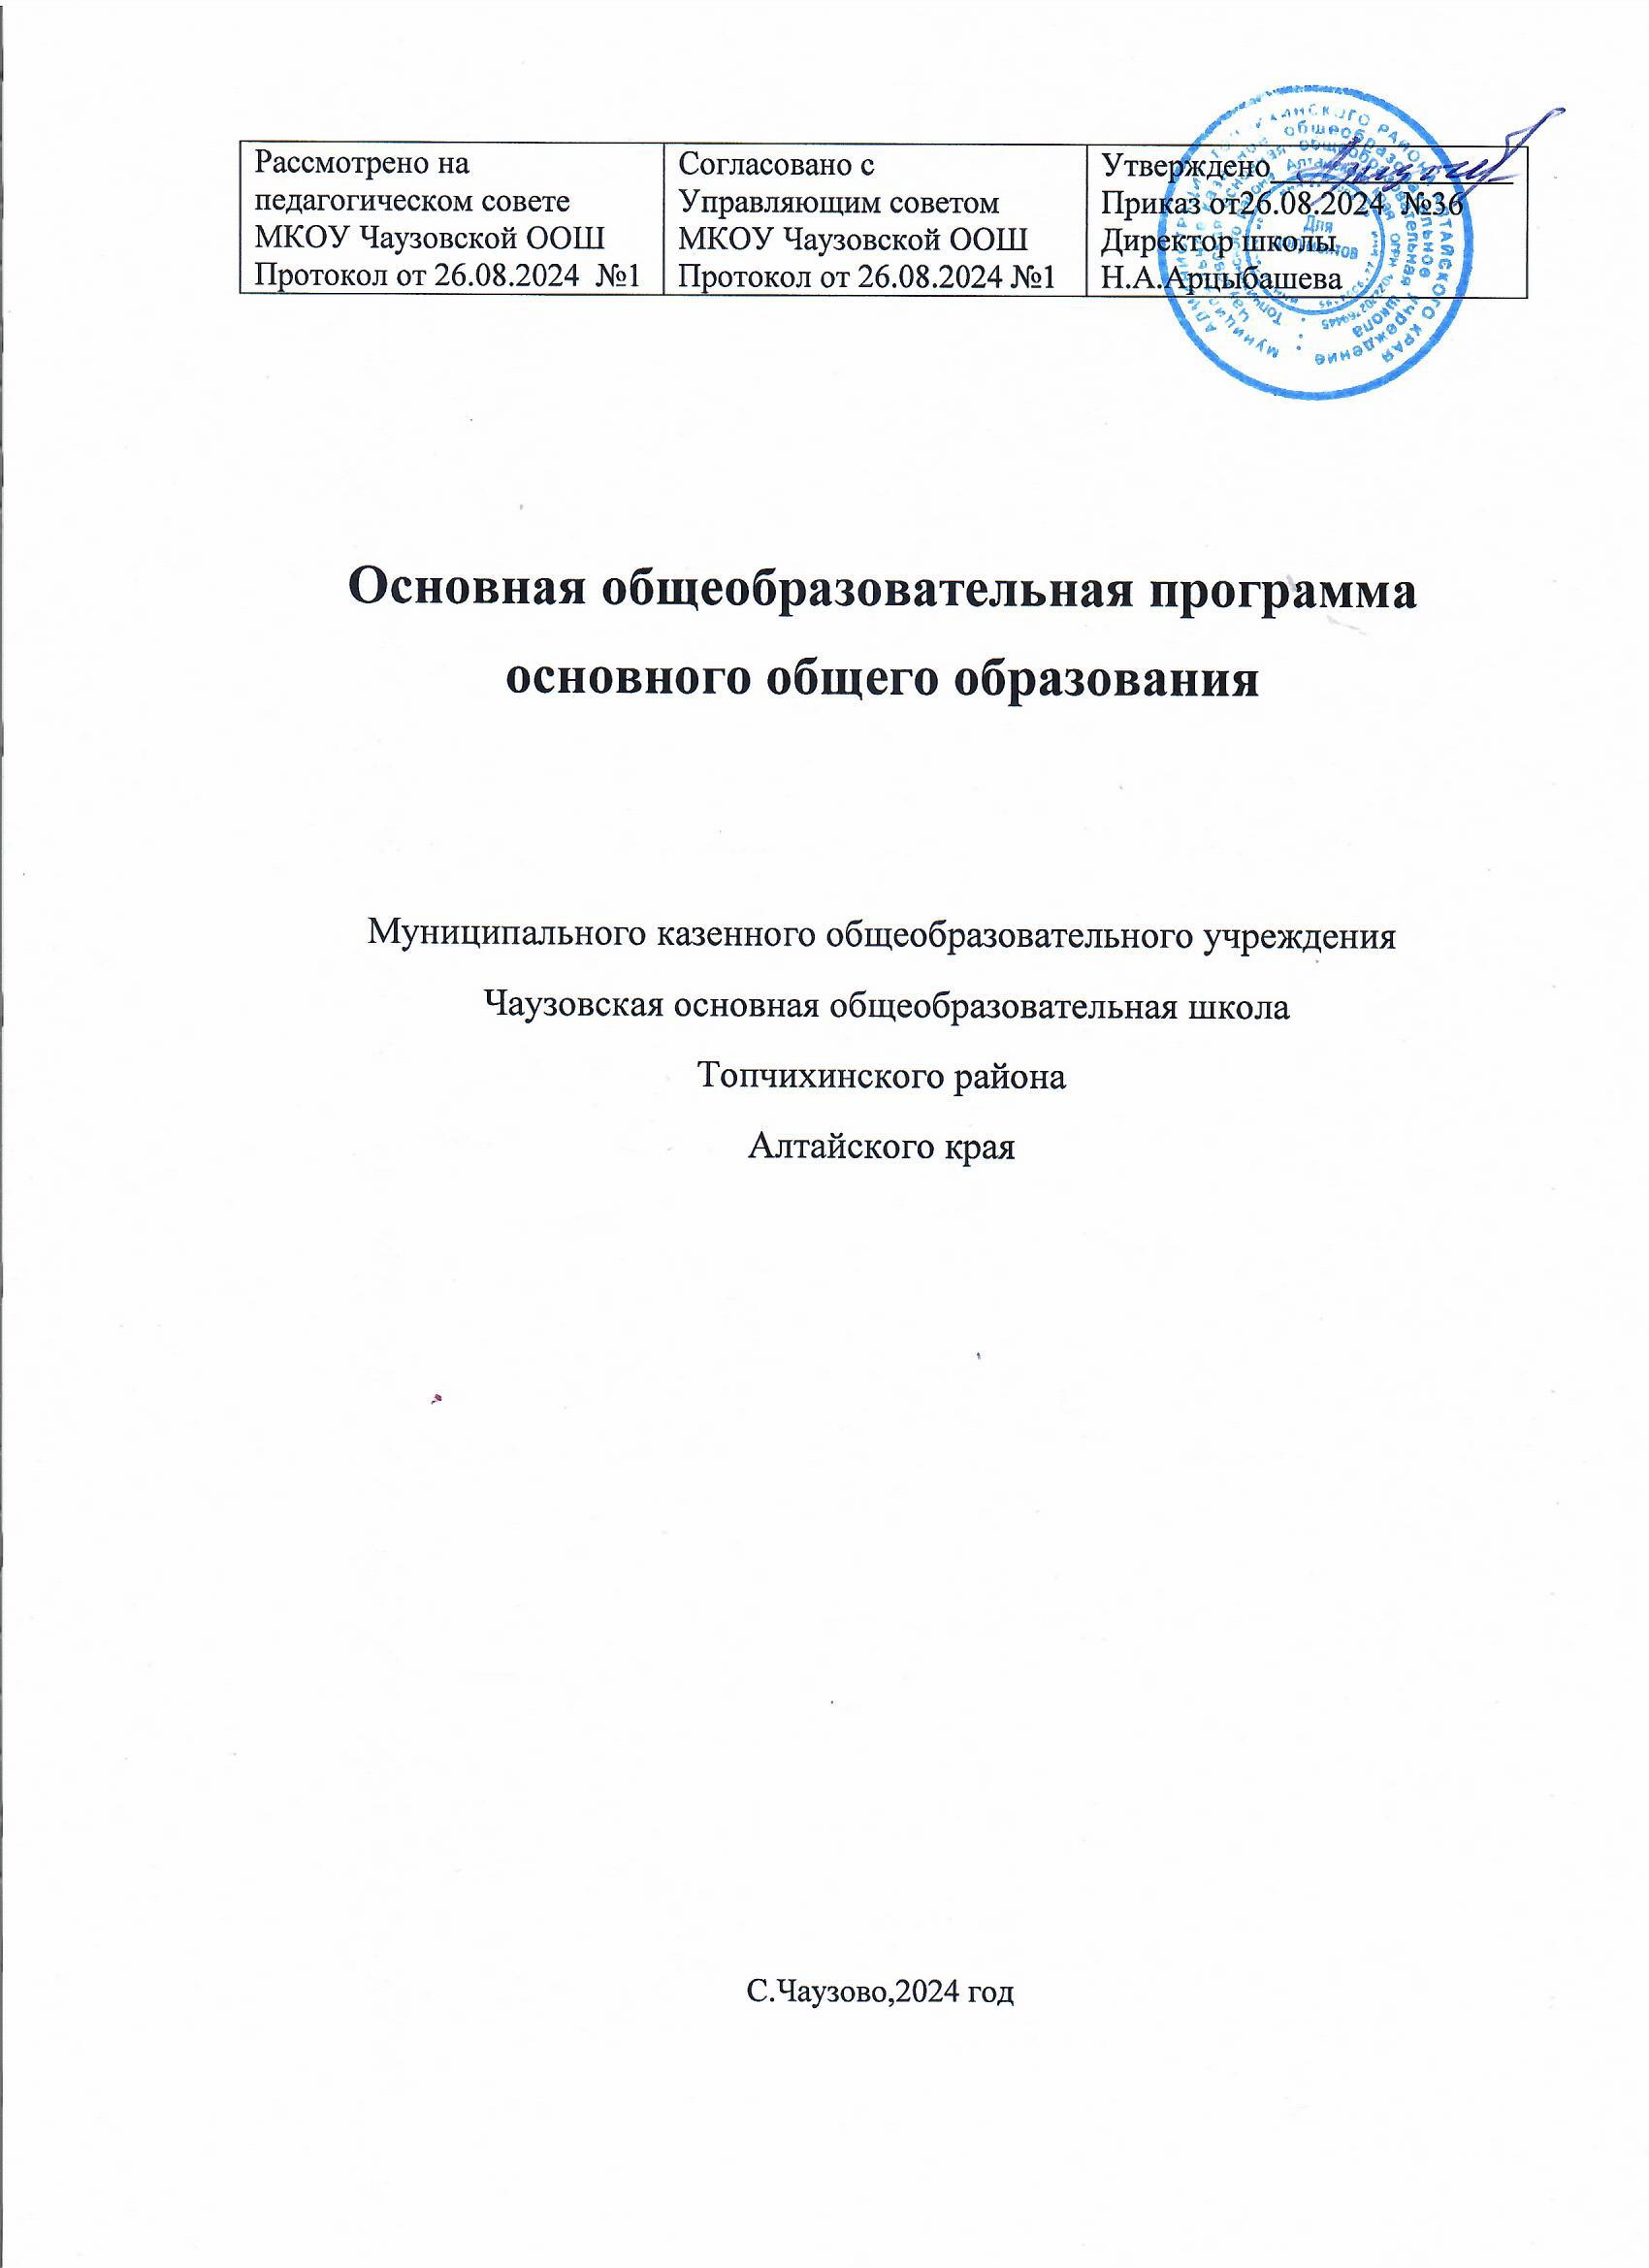 Рассмотрено на
педагогическом совете
МКОУ Чаузовской ООШ
Протокол от 26.08.2024 №1
Согласовано с
Управляющим советом
МКОУ Чаузовской ООШ
Протокол от 26.08.2024 №1
Утверждено
Приказ от26.08.2024 №36
Директор школы
Н.А.Арцыбашева
Для
документов
Основная общеобразовательная программа
основного общего образования
Муниципального казенного общеобразовательного учреждения
Чаузовская основная общеобразовательная школа
Топчихинского района
Алтайского края
С.Чаузово,2024 год